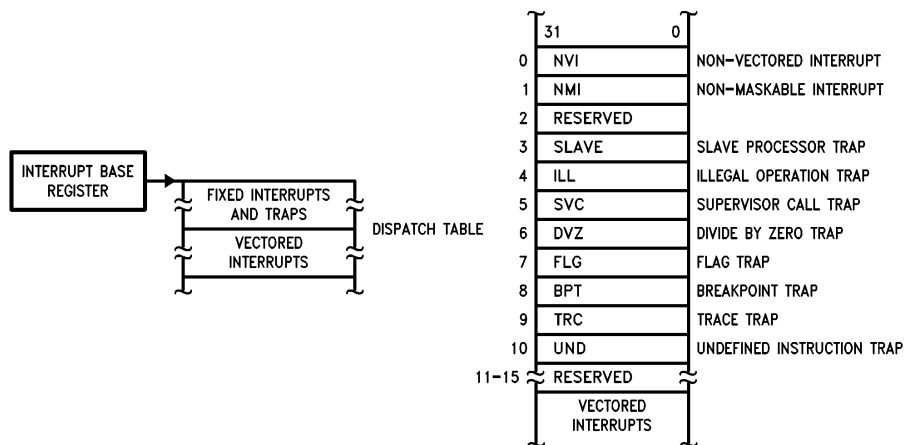 INTERRUPT BASE
REGISTER
FIXED INTERRUPTS
AND TRAPS
VECTORED
INTERRUPTS
DISPATCH TABLE
31 0
0 NVI NON-VECTORED INTERRUPT
1 NMI NON-MASKABLE INTERRUPT
2 RESERVED
3 SLAVE SLAVE PROCESSOR TRAP
4 ILL ILLEGAL OPERATION TRAP
5 SVC SUPERVISOR CALL TRAP
6 DVZ DIVIDE BY ZERO TRAP
7 FLG FLAG TRAP
8 BPT BREAKPOINT TRAP
9 TRC TRACE TRAP
10 UND UNDEFINED INSTRUCTION TRAP
11-15 RESERVED
VECTORED
INTERRUPTS